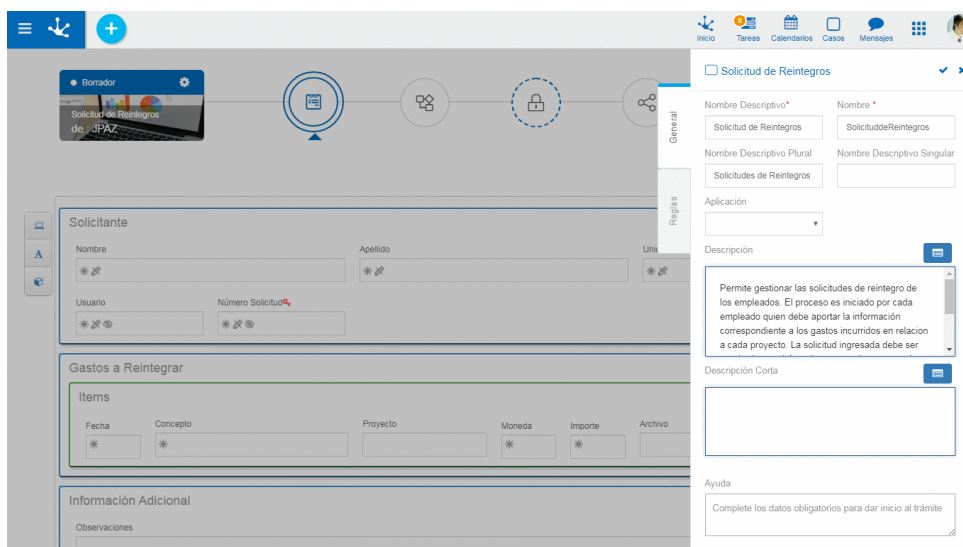 8
Inicio
Tareas
Calendarios
Casos
Mensajes
Borrador
Solicitud de Reintegros
de : JPAZ
Solicitante
Nombre
Apellido
Usuario
Número Solicitud
Gastos a Reintegrar
Items
Fecha
Concepto
Proyecto
Moneda
Importe
Archivo
Información Adicional
Observaciones
General
Reglas
Solicitud de Reintegros
Nombre Descriptivo*
Nombre *
Solicitud de Reintegros
SolicituddeReintegros
Nombre Descriptivo Plural
Nombre Descriptivo Singular
Solicitudes de Reintegros
Aplicación
Descripción
Permite gestionar las solicitudes de reintegro de
los empleados. El proceso es iniciado por cada
empleado quien debe aportar la información
correspondiente a los gastos incurridos en relacion
a cada proyecto. La solicitud ingresada debe ser
Descripción Corta
Ayuda
Complete los datos obligatorios para dar inicio al trámite